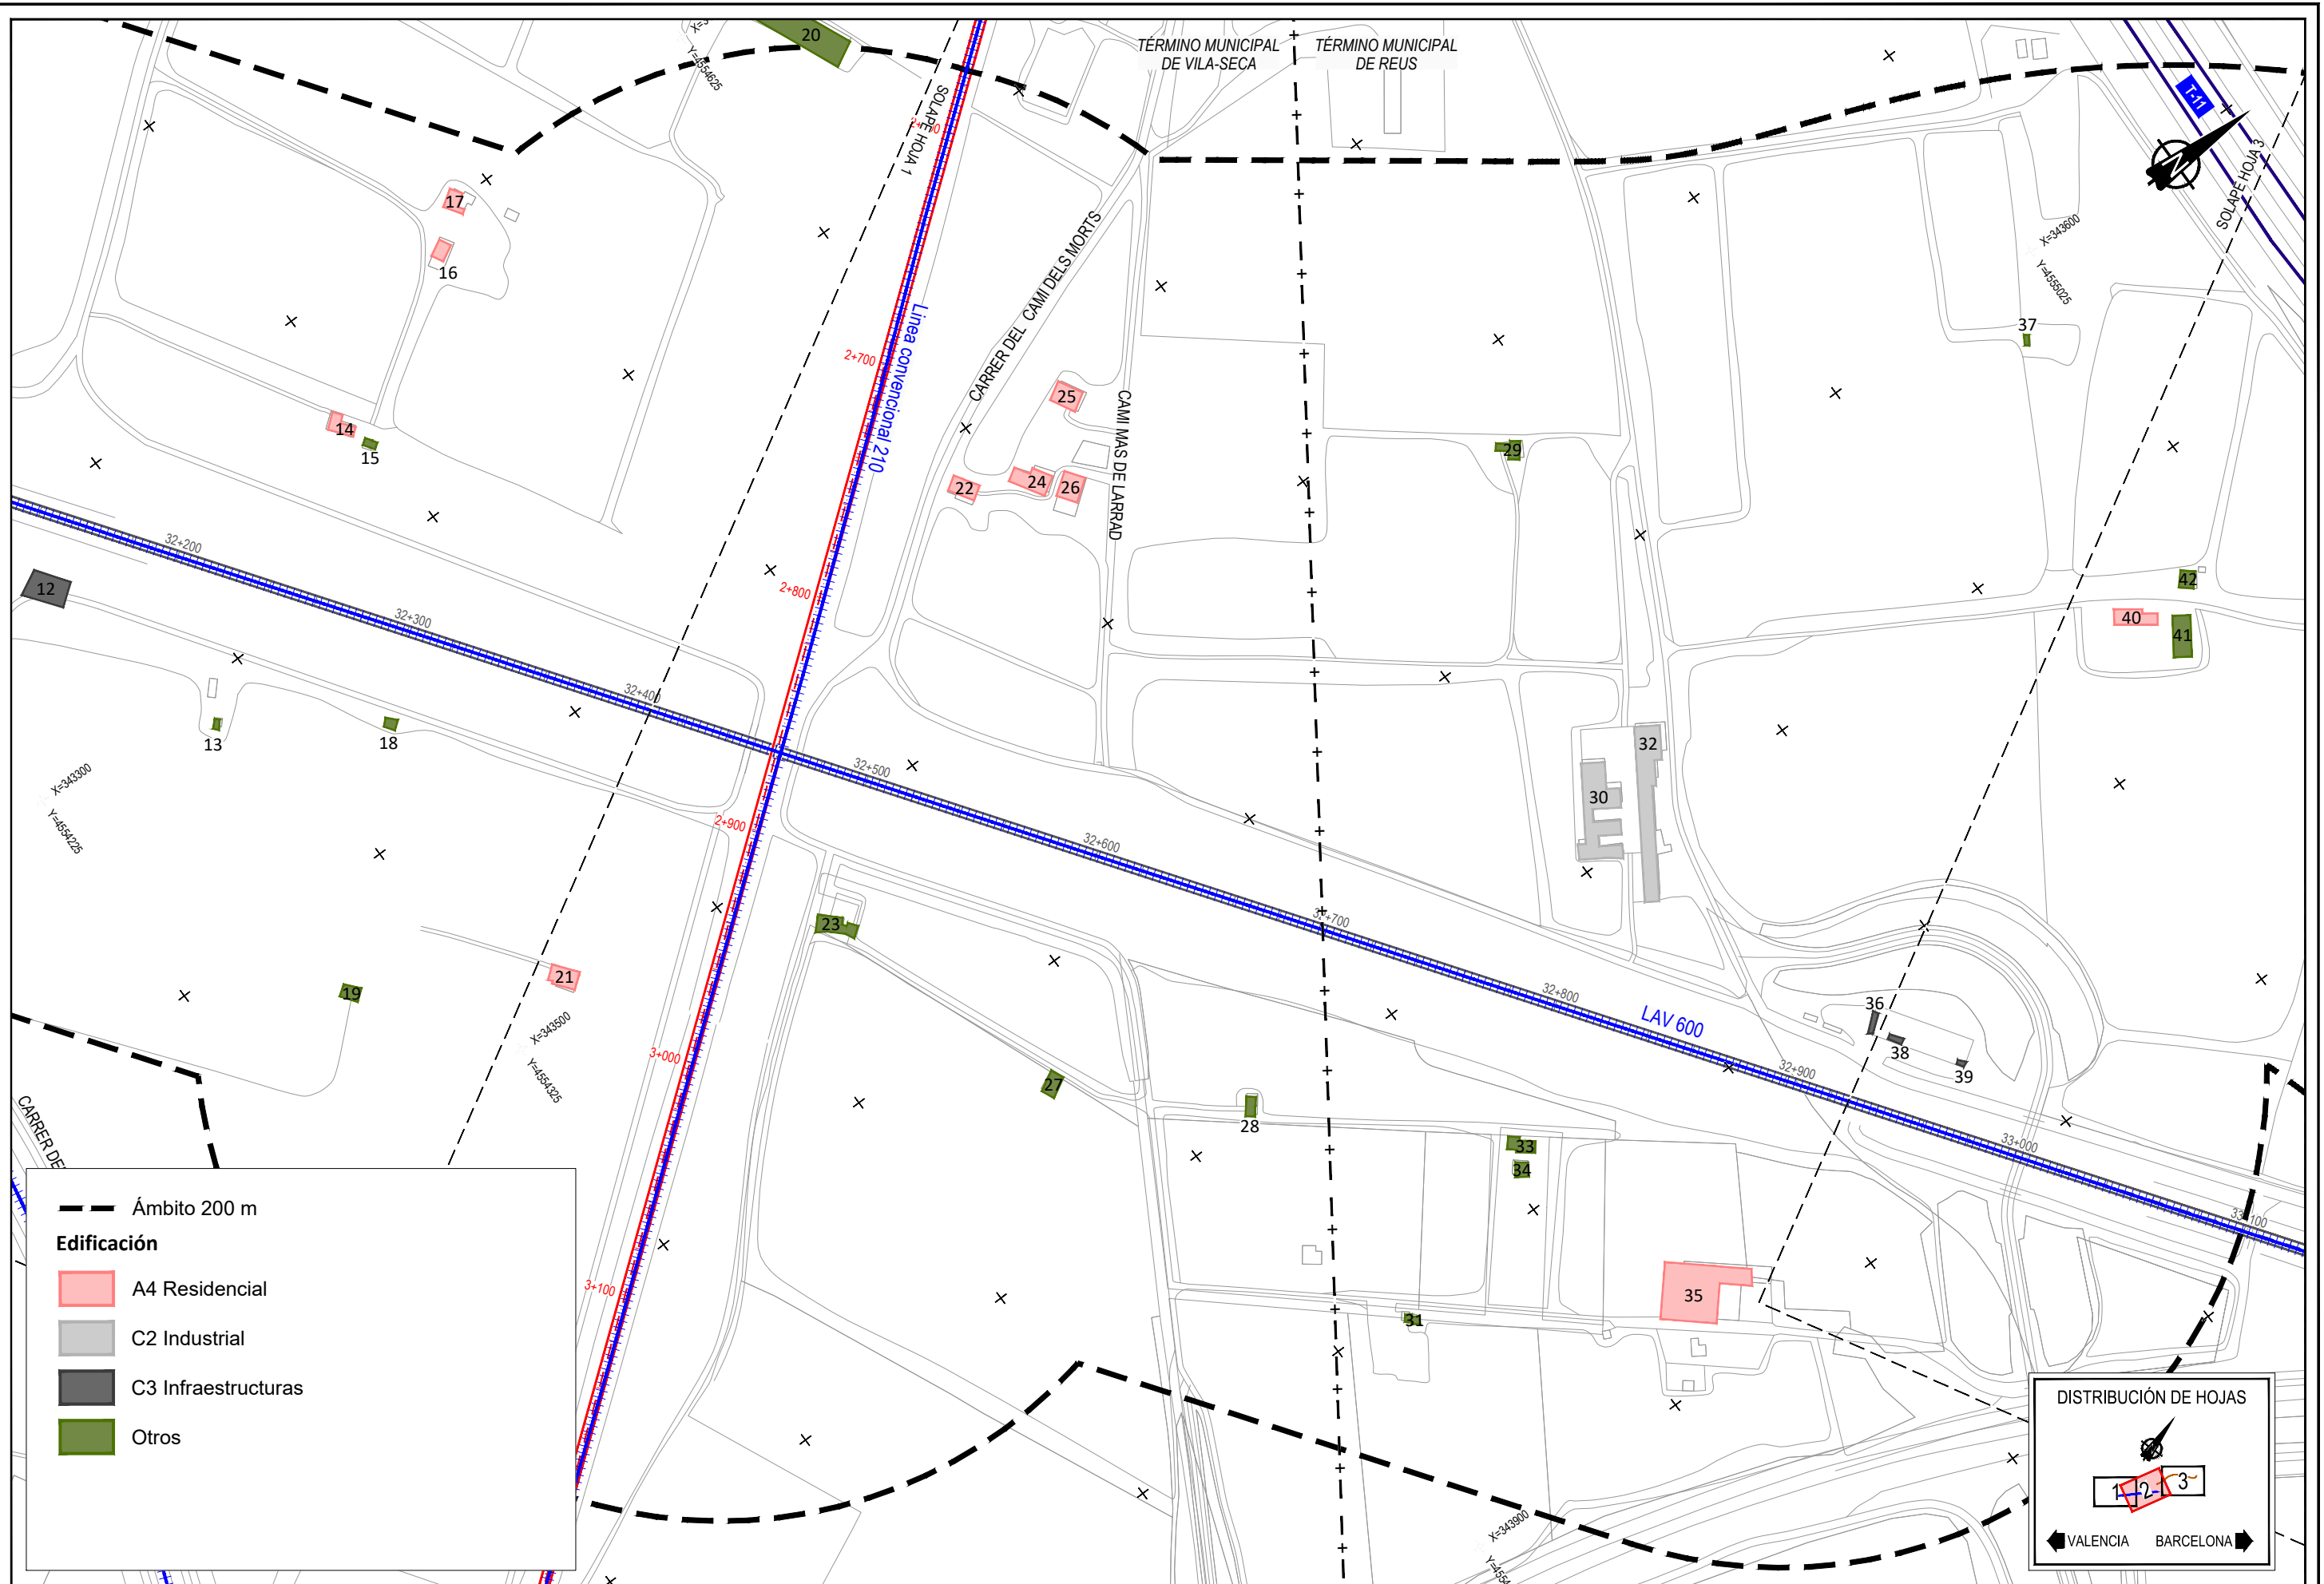 20
TÉRMINO MUNICIPAL
DE VILA-SECA
TÉRMINO MUNICIPAL
DE REUS
Y=4554625
SOLAPE HOJA 1
T-11
N
SOLAPE HOJA 3
X=343600
Y=4555025
17
16
CARRER DEL CAMI DELS MORTS
Línea convencional 210
2+700
37
25
CAMI MAS DE LARRAD
14
15
29
22
24
26
32+200
12
2+800
32+300
42
40
41
32+400
13
18
32
X=343300
Y=4554225
32+500
30
2+900
32+600
23
32+700
21
19
32+800
LAV 600
36
38
39
X=343500
Y=4554325
3+000
32+900
27
28
CARRER DE
33
34
33+000
33+100
3+100
35
31
Ámbito 200 m
Edificación
A4 Residencial
C2 Industrial
C3 Infraestructuras
Otros
X=343900
DISTRIBUCIÓN DE HOJAS
1
2
3
VALENCIA
BARCELONA